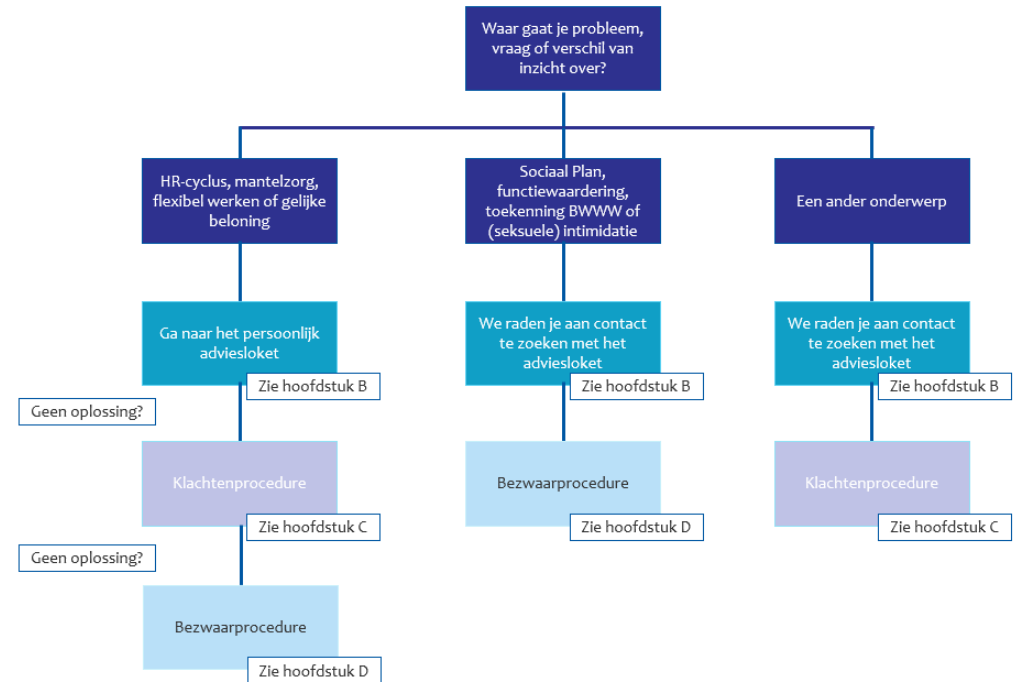 Waar gaat je probleem,
vraag of verschil van
inzicht over?
HR-cyclus, mantelzorg,
flexibel werken of gelijke
beloning
Sociaal Plan,
functiewaardering,
toekenning BWWW of
(seksuele) intimidatie
Een ander onderwerp
Ga naar het persoonlijk
adviesloket
Zie hoofdstuk B
We raden je aan contact
te zoeken met het
adviesloket
Zie hoofdstuk B
We raden je aan contact
te zoeken met het
adviesloket
Zie hoofdstuk B
Geen oplossing?
Klachtenprocedure
Zie hoofdstuk C
Bezwaarprocedure
Zie hoofdstuk D
Klachtenprocedure
Zie hoofdstuk C
Geen oplossing?
Bezwaarprocedure
Zie hoofdstuk D